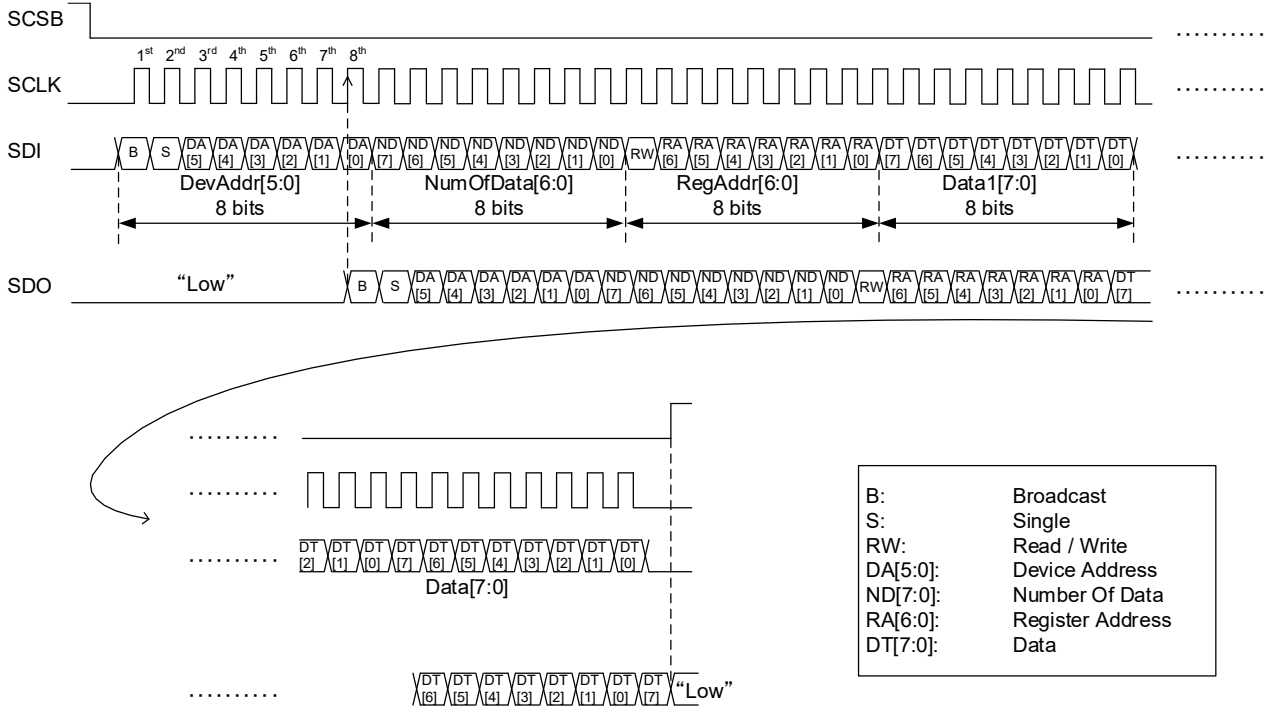 SCSB ..........
1st 2nd 3rd 4th 5th 6th 7th 8th
SCLK ..........
SDI B S DA [5] DA [4] DA [3] DA [2] DA [1] DA [0] ND [7] ND [6] ND [5] ND [4] ND [3] ND [2] ND [1] ND [0] RW RA [6] RA [5] RA [4] RA [3] RA [2] RA [1] RA [0] DT [7] DT [6] DT [5] DT [4] DT [3] DT [2] DT [1] DT [0] ..........
DevAddr[5:0] NumOfData[6:0] RegAddr[6:0] Data1[7:0]
8 bits 8 bits 8 bits 8 bits
SDO “Low” B S DA [5] DA [4] DA [3] DA [2] DA [1] DA [0] ND [7] ND [6] ND [5] ND [4] ND [3] ND [2] ND [1] ND [0] RW RA [6] RA [5] RA [4] RA [3] RA [2] RA [1] RA [0] DT [7] ..........
..........
..........
.......... DT [2] DT [1] DT [0] DT [7] DT [6] DT [5] DT [4] DT [3] DT [2] DT [1] DT [0]
Data[7:0]
.......... DT [6] DT [5] DT [4] DT [3] DT [2] DT [1] DT [0] DT [7] “Low”
B: Broadcast
S: Single
RW: Read / Write
DA[5:0]: Device Address
ND[7:0]: Number Of Data
RA[6:0]: Register Address
DT[7:0]: Data